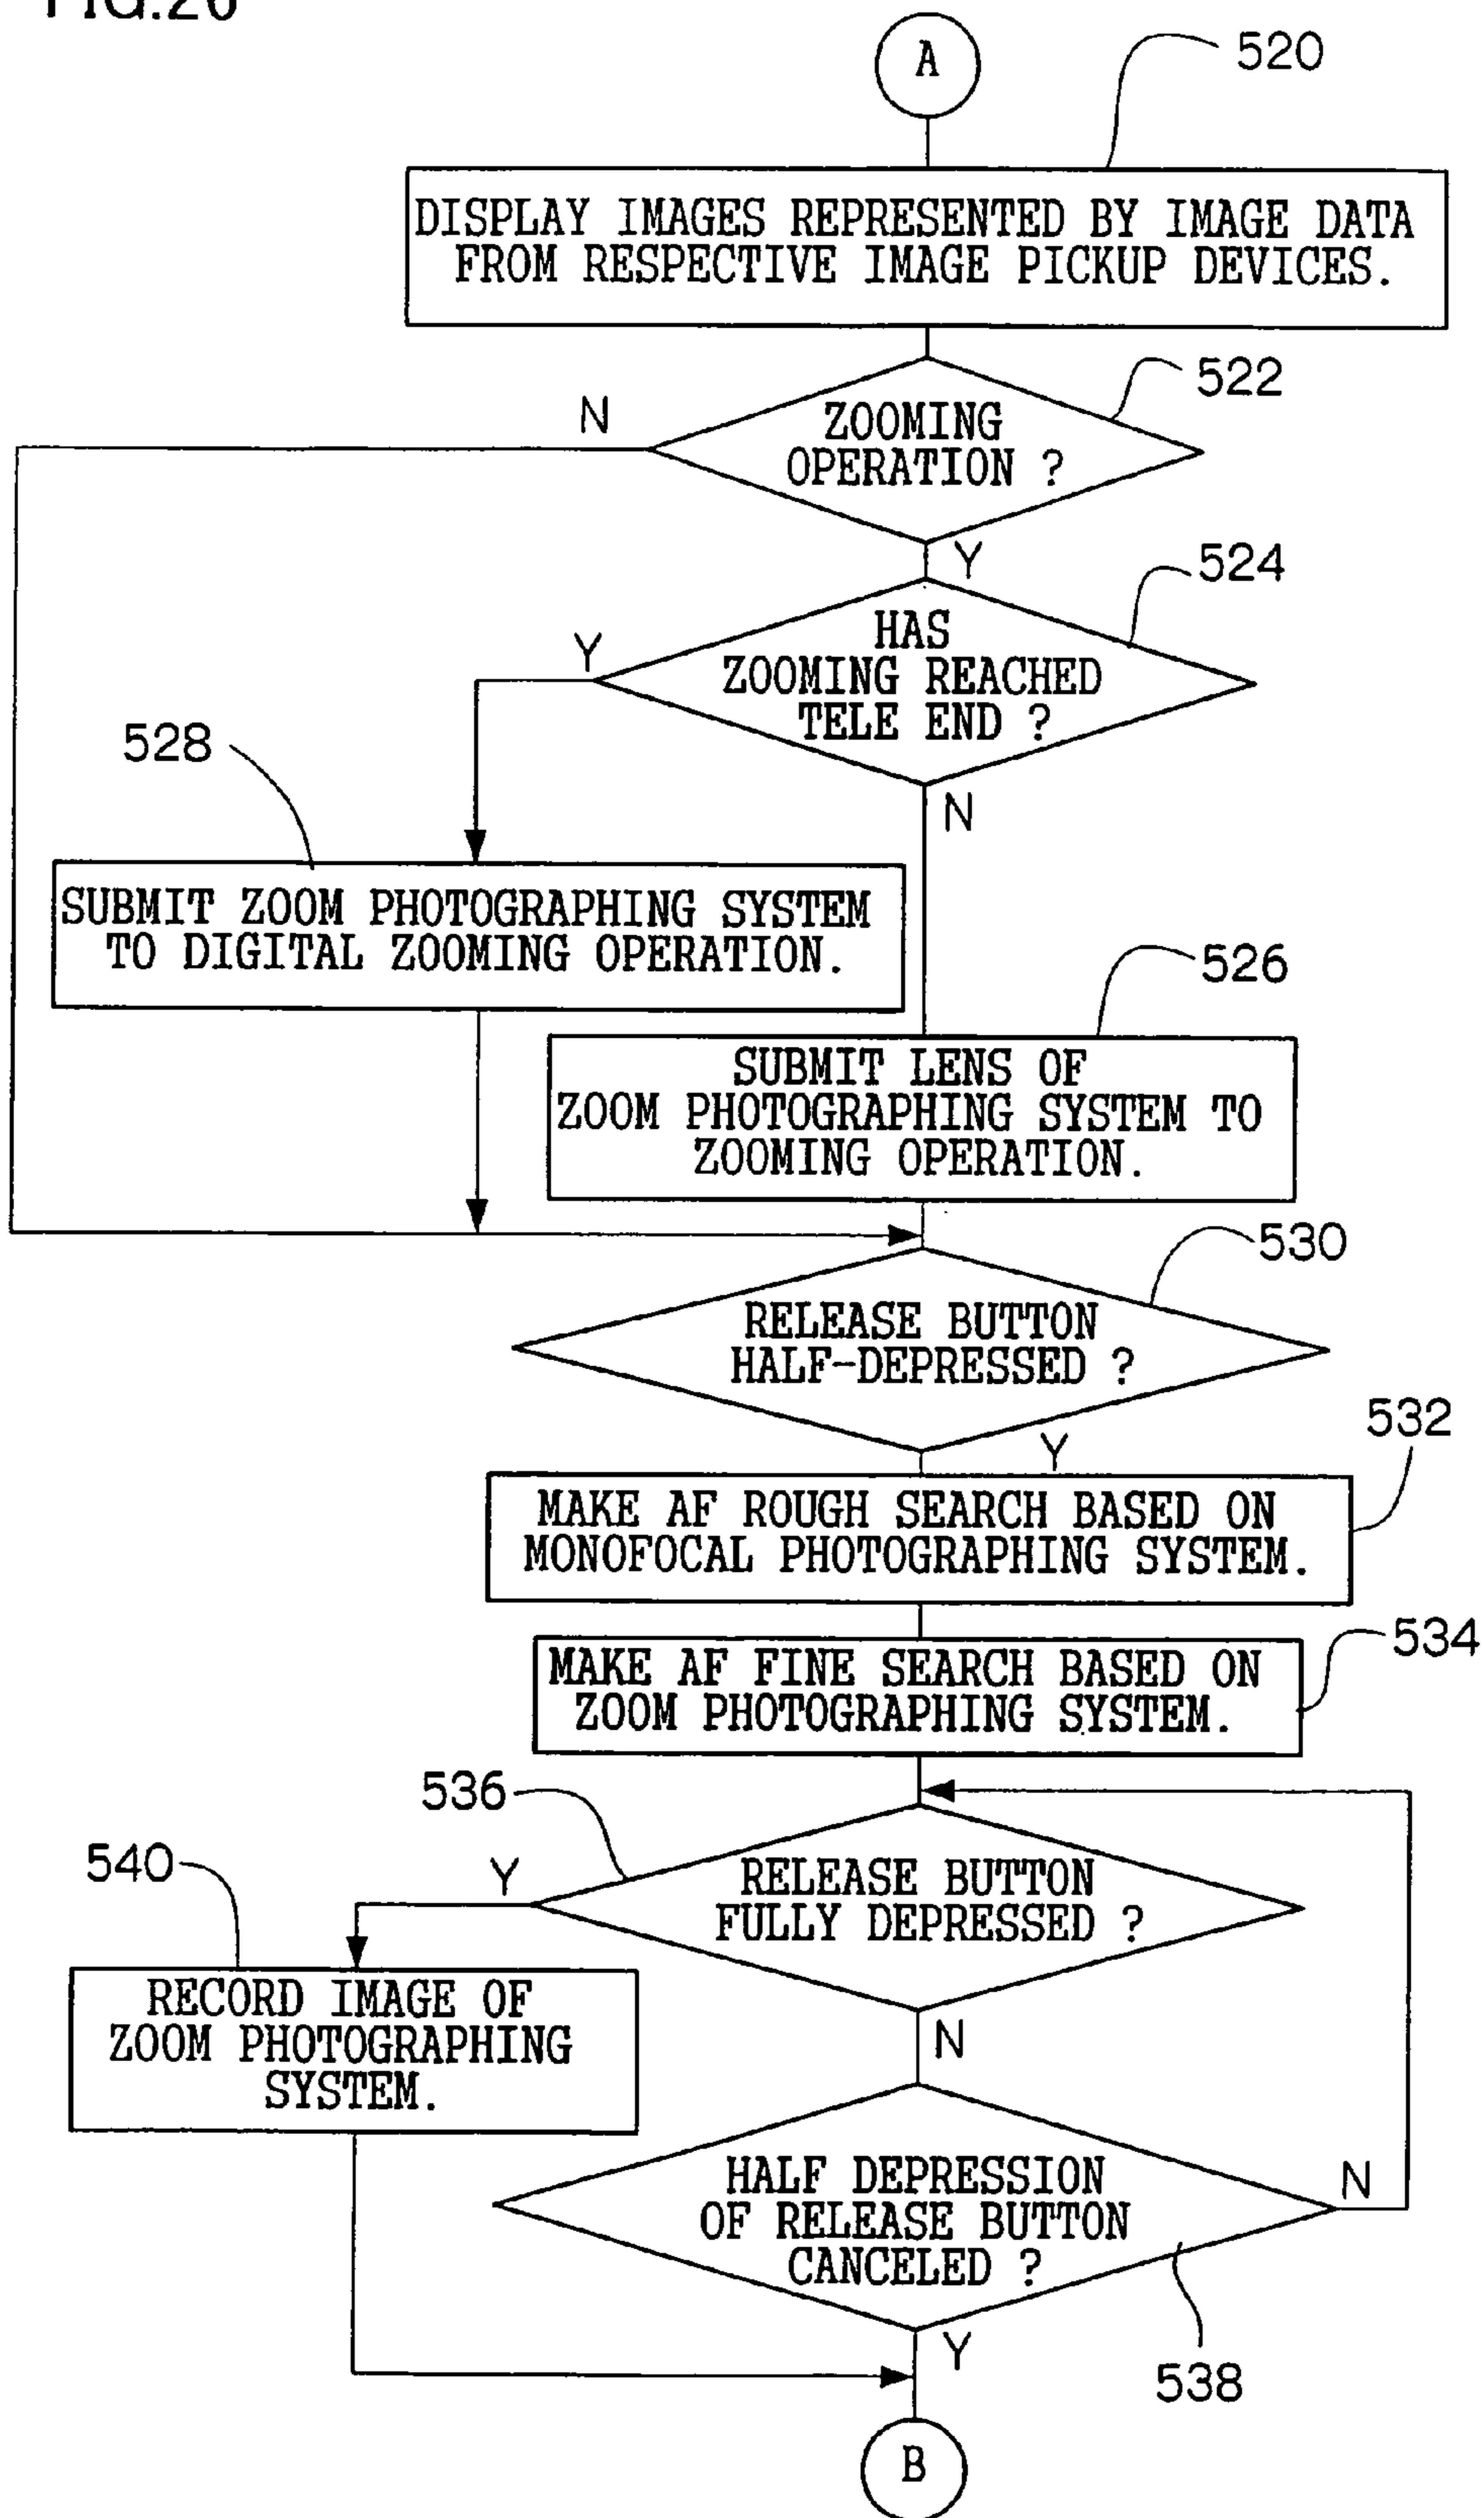 FIG.26
A
520
DISPLAY IMAGES REPRESENTED BY IMAGE DATA
FROM RESPECTIVE IMAGE PICKUP DEVICES.
522
N
ZOOMING
OPERATION ?
Y
524
Y
HAS
ZOOMING REACHED
TELE END ?
528
N
SUBMIT ZOOM PHOTOGRAPHING SYSTEM
TO DIGITAL ZOOMING OPERATION.
526
SUBMIT LENS OF
ZOOM PHOTOGRAPHING SYSTEM TO
ZOOMING OPERATION.
530
RELEASE BUTTON
HALF-DEPRESSED ?
Y
532
MAKE AF ROUGH SEARCH BASED ON
MONOFOCAL PHOTOGRAPHING SYSTEM.
534
MAKE AF FINE SEARCH BASED ON
ZOOM PHOTOGRAPHING SYSTEM.
536
540
Y
RELEASE BUTTON
FULLY DEPRESSED ?
RECORD IMAGE OF
ZOOM PHOTOGRAPHING
SYSTEM.
N
HALF DEPRESSION
OF RELEASE BUTTON
CANCELED ?
N
Y
538
B